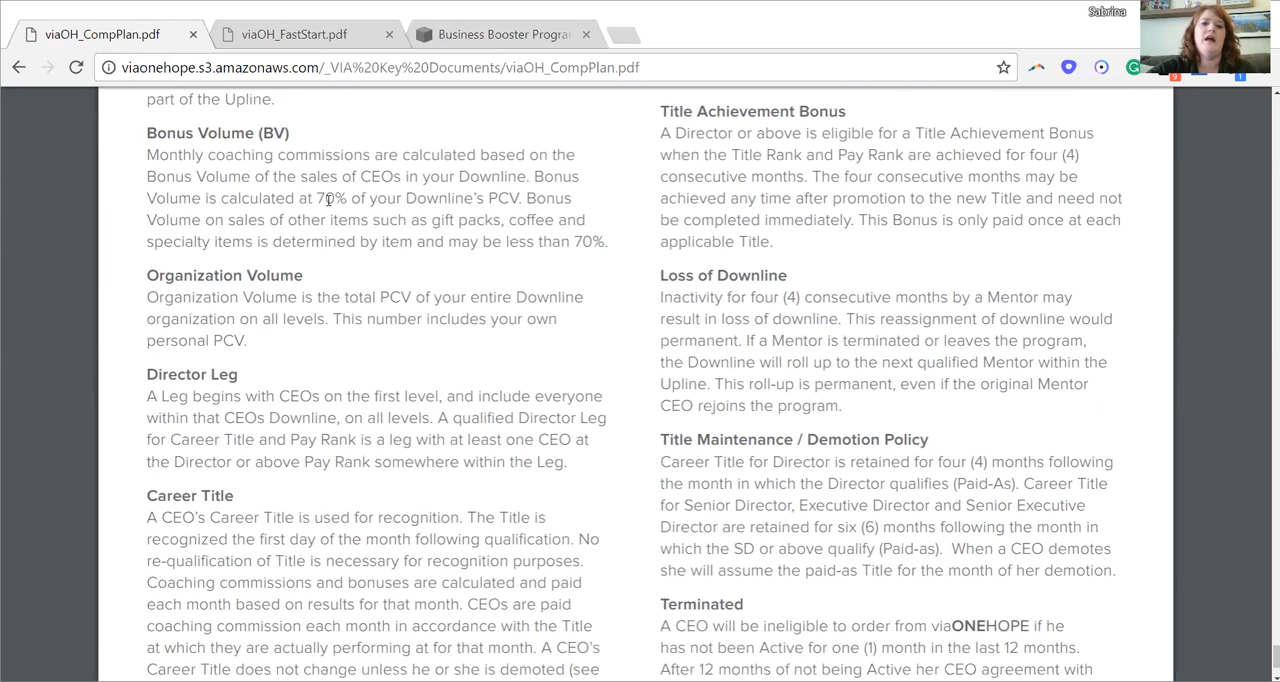 Sabrina
viaOH_CompPlan.pdf
viaOH_FastStart.pdf
Business Booster Progra
viaonehope.s3.amazonaws.com/_VIA%20Key%20Documents/viaOH_CompPlan.pdf
part of the Upline.
Bonus Volume (BV)
Monthly coaching commissions are calculated based on the
Bonus Volume of the sales of CEOs in your Downline. Bonus
Volume is calculated at 70% of your Downline's PCV. Bonus
Volume on sales of other items such as gift packs, coffee and
specialty items is determined by item and may be less than 70%.
Organization Volume
Organization Volume is the total PCV of your entire Downline
organization on all levels. This number includes your own
personal PCV.
Director Leg
A Leg begins with CEOs on the first level, and include everyone
within that CEOs Downline, on all levels. A qualified Director Leg
for Career Title and Pay Rank is a leg with at least one CEO at
the Director or above Pay Rank somewhere within the Leg.
Career Title
A CEO's Career Title is used for recognition. The Title is
recognized the first day of the month following qualification. No
re-qualification of Title is necessary for recognition purposes.
Coaching commissions and bonuses are calculated and paid
each month based on results for that month. CEOs are paid
coaching commission each month in accordance with the Title
at which they are actually performing at for that month. A CEO's
Career Title does not change unless he or she is demoted (see
Title Achievement Bonus
A Director or above is eligible for a Title Achievement Bonus
when the Title Rank and Pay Rank are achieved for four (4)
consecutive months. The four consecutive months may be
achieved any time after promotion to the new Title and need not
be completed immediately. This Bonus is only paid once at each
applicable Title.
Loss of Downline
Inactivity for four (4) consecutive months by a Mentor may
result in loss of downline. This reassignment of downline would
permanent. If a Mentor is terminated or leaves the program,
the Downline will roll up to the next qualified Mentor within the
Upline. This roll-up is permanent, even if the original Mentor
CEO rejoins the program.
Title Maintenance / Demotion Policy
Career Title for Director is retained for four (4) months following
the month in which the Director qualifies (Paid-As). Career Title
for Senior Director, Executive Director and Senior Executive
Director are retained for six (6) months following the month in
which the SD or above qualify (Paid-as). When a CEO demotes
she will assume the paid-as Title for the month of her demotion.
Terminated
A CEO will be ineligible to order from viaONEHOPE if he
has not been Active for one (1) month in the last 12 months.
After 12 months of not being Active her CEO agreement with